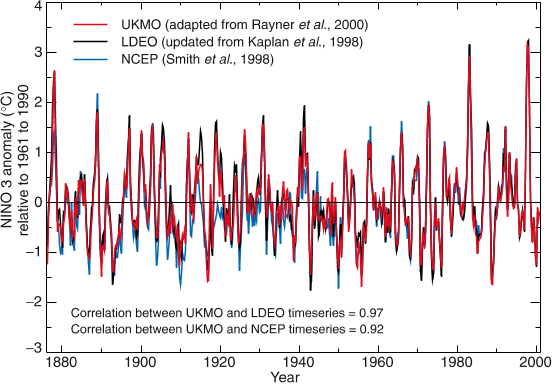 4
3
2
1
0
−1
−2
−3
NINO 3 anomaly (°C)
relative to 1961 to 1990
UKMO (adapted from Rayner et al., 2000)
LDEO (updated from Kaplan et al., 1998)
NCEP (Smith et al., 1998)
Correlation between UKMO and LDEO timeseries = 0.97
Correlation between UKMO and NCEP timeseries = 0.92
1880 1900 1920 1940 1960 1980 2000
Year